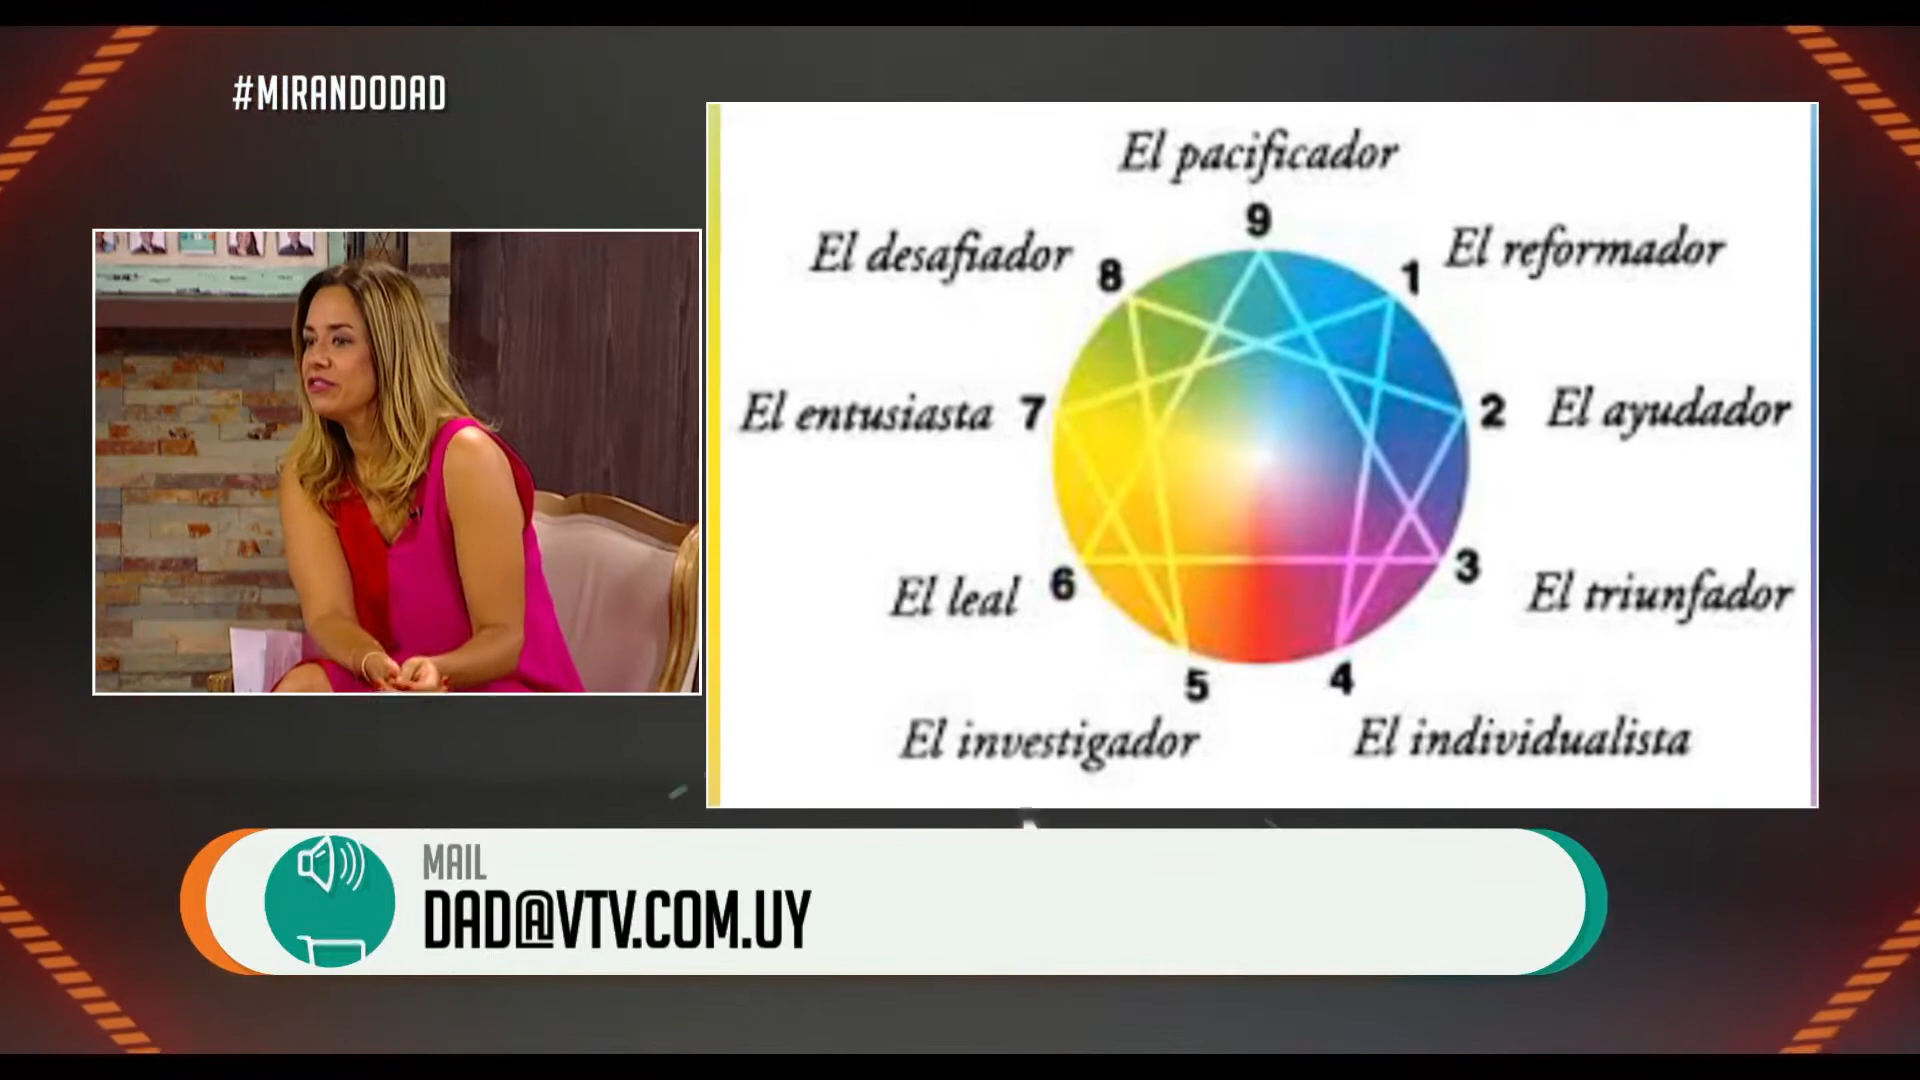 #MIRANDODAD
El pacificador
9
El desafiador
8
1
El reformador
El entusiasta
7
2
El ayudador
El leal
6
3
El triunfador
5
4
El investigador
El individualista
MAIL
DAD@VTV.COM.UY